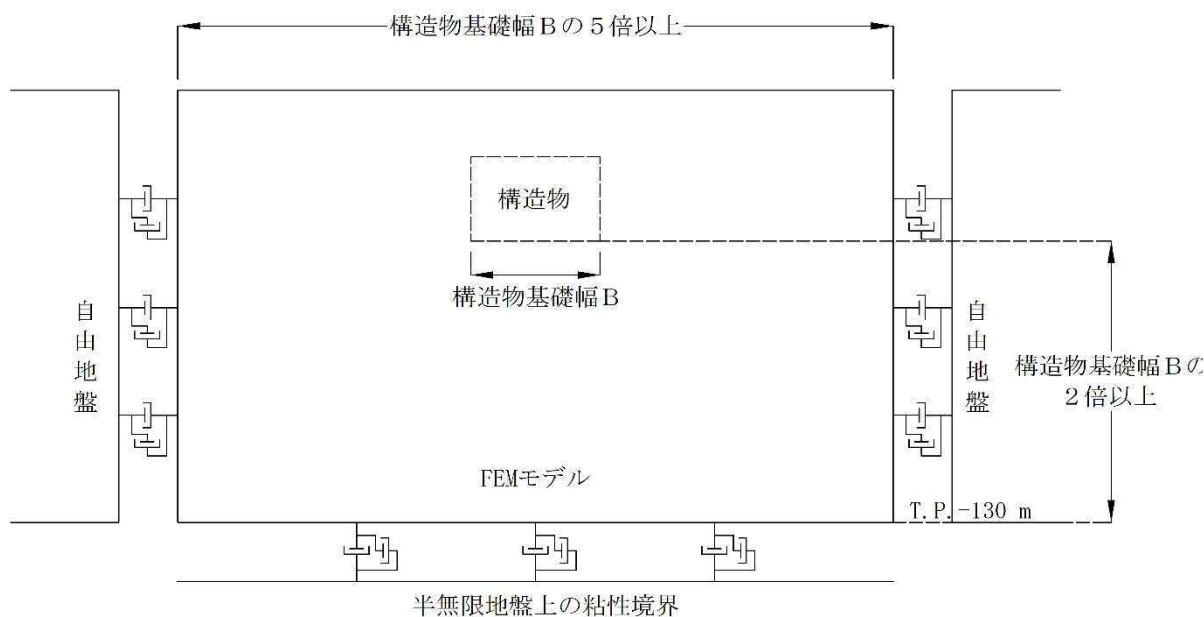 構造物基礎幅Bの5倍以上
構造物
構造物基礎幅B
自由地盤
自由地盤
構造物基礎幅Bの
2倍以上
FEMモデル
T.P.-130 m
半無限地盤上の粘性境界